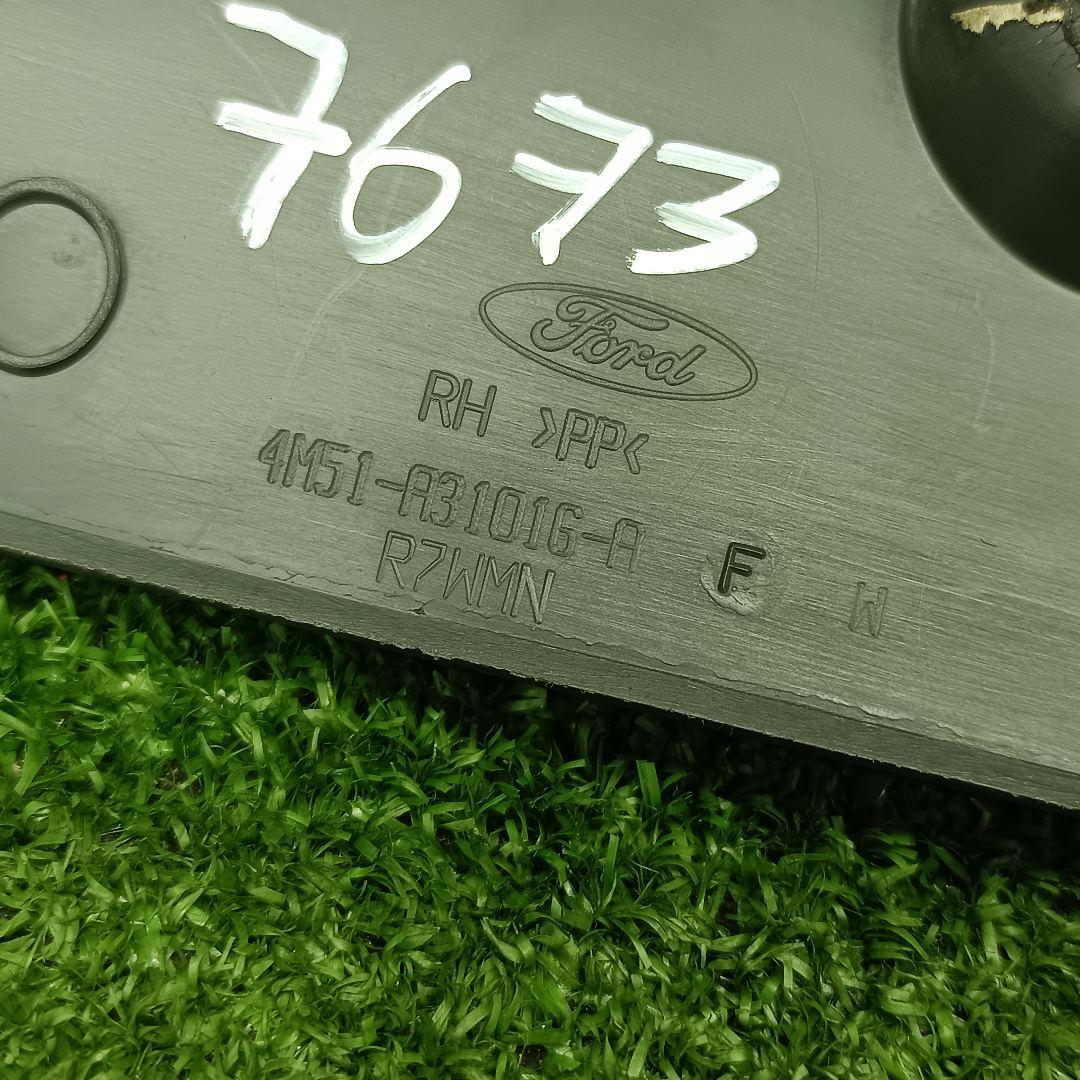 7673
Ford
RH >PP<
4M51-A31016-A F W
R7WMN